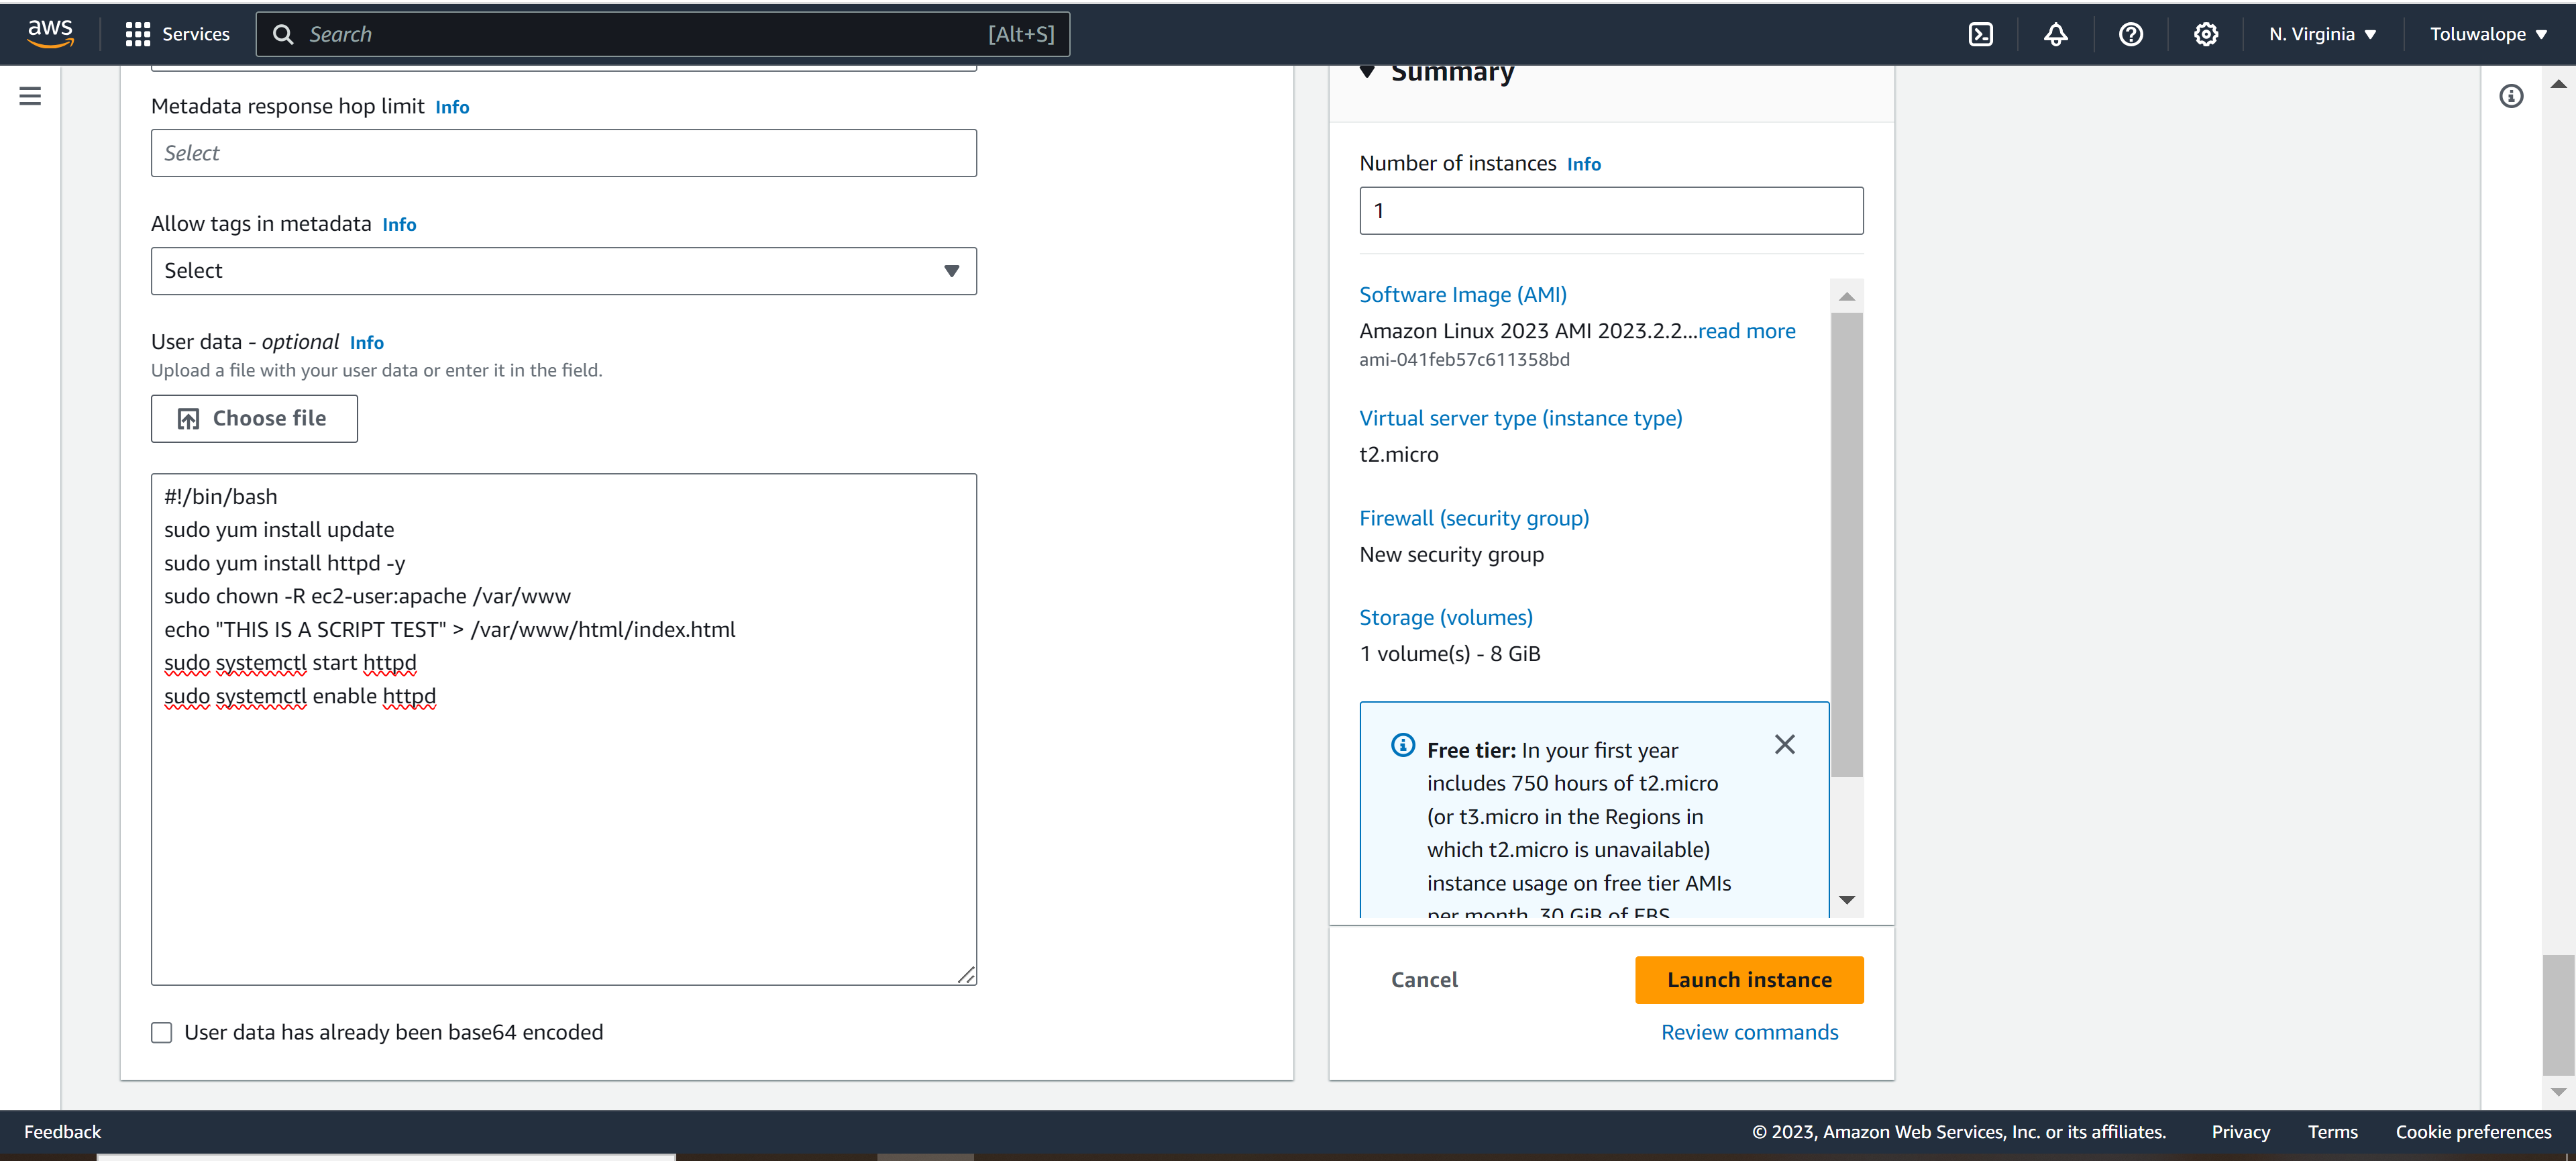 aws
Services
Search
[Alt+S]
N. Virginia
Toluwalope
Metadata response hop limit Info
Select
Allow tags in metadata Info
Select
User data - optional Info
Upload a file with your user data or enter it in the field.
Choose file
#!/bin/bash
sudo yum install update
sudo yum install httpd -y
sudo chown -R ec2-user:apache /var/www
echo "THIS IS A SCRIPT TEST" > /var/www/html/index.html
sudo systemctl start httpd
sudo systemctl enable httpd
User data has already been base64 encoded
Summary
Number of instances Info
1
Software Image (AMI)
Amazon Linux 2023 AMI 2023.2.2...read more
ami-041feb57c611358bd
Virtual server type (instance type)
t2.micro
Firewall (security group)
New security group
Storage (volumes)
1 volume(s) - 8 GiB
Free tier: In your first year
includes 750 hours of t2.micro
(or t3.micro in the Regions in
which t2.micro is unavailable)
instance usage on free tier AMIs
per month, 30 GiB of EBS
Cancel
Launch instance
Review commands
Feedback
© 2023, Amazon Web Services, Inc. or its affiliates.
Privacy
Terms
Cookie preferences